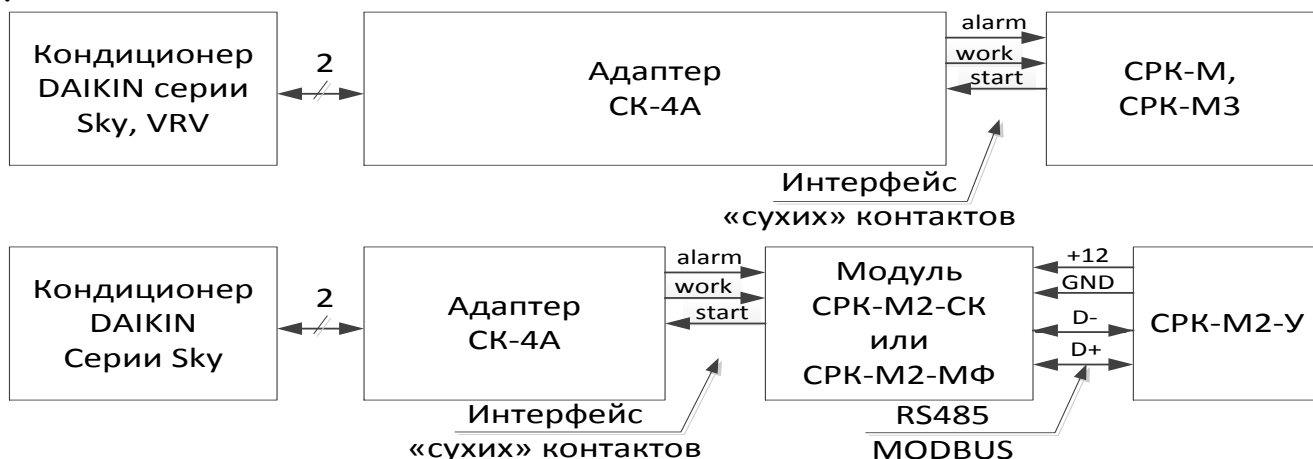 Кондиционер
DAIKIN серии
Sky, VRV
2
Адаптер
СК-4А
alarm
work
start
СРК-М,
СРК-М3
Интерфейс
«сухих» контактов
Кондиционер
DAIKIN
Серии Sky
2
Адаптер
СК-4А
alarm
work
start
Модуль
СРК-М2-СК
или
СРК-М2-МФ
+12
GND
D-
D+
СРК-М2-У
Интерфейс
«сухих» контактов
RS485
MODBUS